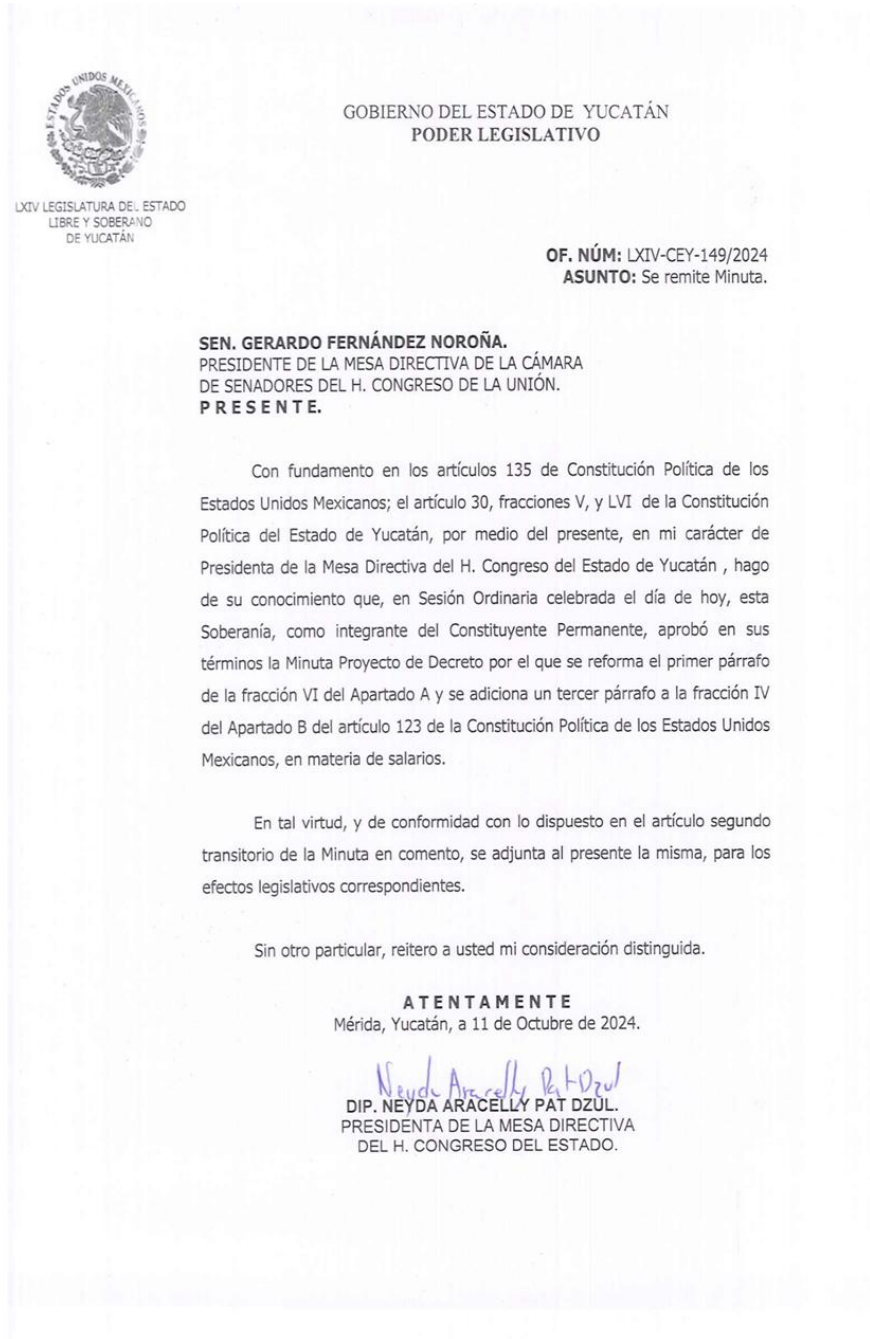 ESTADOS UNIDOS MEXICANOS
LXIV LEGISLATURA DEL ESTADO
LIBRE Y SOBERANO
DE YUCATÁN
GOBIERNO DEL ESTADO DE YUCATÁN
PODER LEGISLATIVO
OF. NÚM: LXIV-CEY-149/2024
ASUNTO: Se remite Minuta.
SEN. GERARDO FERNÁNDEZ NOROÑA.
PRESIDENTE DE LA MESA DIRECTIVA DE LA CÁMARA
DE SENADORES DEL H. CONGRESO DE LA UNIÓN.
P R E S E N T E.
Con fundamento en los artículos 135 de Constitución Política de los
Estados Unidos Mexicanos; el artículo 30, fracciones V, y LVI de la Constitución
Política del Estado de Yucatán, por medio del presente, en mi carácter de
Presidenta de la Mesa Directiva del H. Congreso del Estado de Yucatán , hago
de su conocimiento que, en Sesión Ordinaria celebrada el día de hoy, esta
Soberanía, como integrante del Constituyente Permanente, aprobó en sus
términos la Minuta Proyecto de Decreto por el que se reforma el primer párrafo
de la fracción VI del Apartado A y se adiciona un tercer párrafo a la fracción IV
del Apartado B del artículo 123 de la Constitución Política de los Estados Unidos
Mexicanos, en materia de salarios.
En tal virtud, y de conformidad con lo dispuesto en el artículo segundo
transitorio de la Minuta en comento, se adjunta al presente la misma, para los
efectos legislativos correspondientes.
Sin otro particular, reitero a usted mi consideración distinguida.
A T E N T A M E N T E
Mérida, Yucatán, a 11 de Octubre de 2024.
Neyda Aracelly Pat Dzul
DIP. NEYDA ARACELLY PAT DZUL.
PRESIDENTA DE LA MESA DIRECTIVA
DEL H. CONGRESO DEL ESTADO.